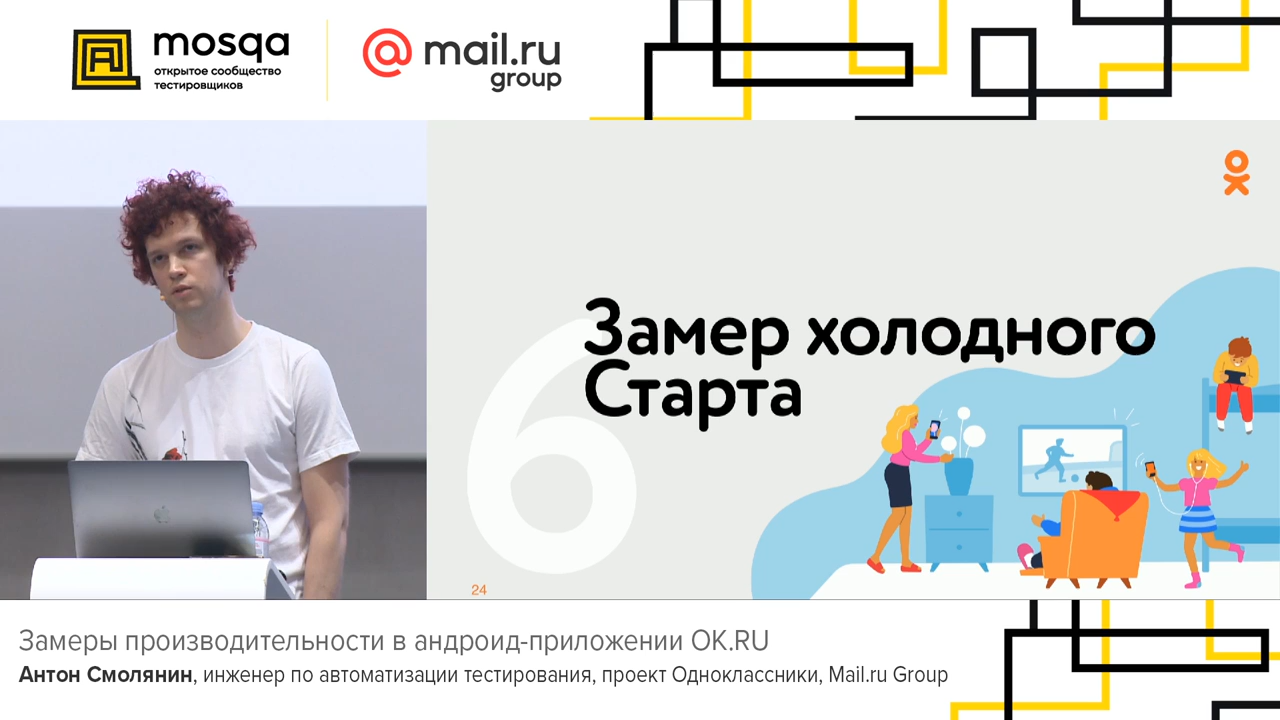 mosqa
открытое сообщество
тестировщиков
@mail.ru
group
6
Замер холодного
Старта
24
Замеры производительности в андроид-приложении OK.RU
Антон Смолянин, инженер по автоматизации тестирования, проект Одноклассники, Mail.ru Group